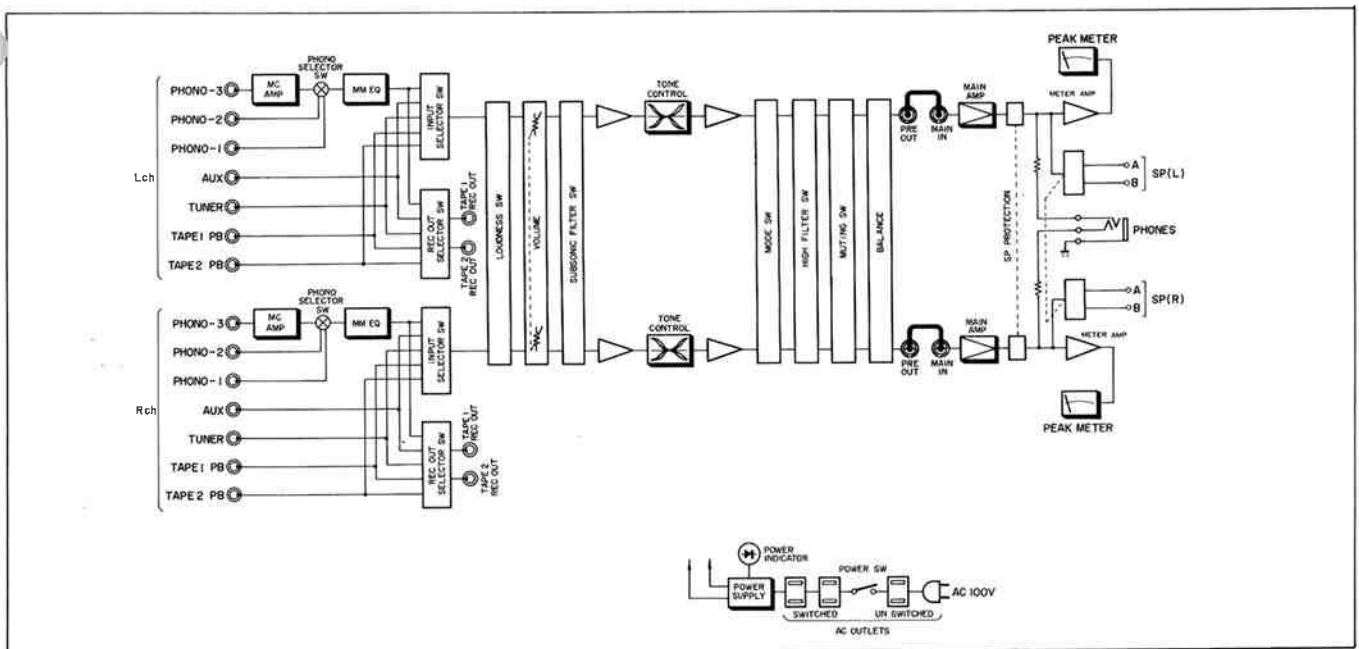 Lch
PHONO-3
PHONO-2
PHONO-1
AUX
TUNER
TAPE1 PB
TAPE2 PB
MC
AMP
PHONO
SELECTOR
SW
MM EQ
INPUT
SELECTOR SW
REC OUT
SELECTOR SW
TAPE1
REC OUT
TAPE 2
REC OUT
Rch
PHONO-3
PHONO-2
PHONO-1
AUX
TUNER
TAPE1 PB
TAPE2 PB
MC
AMP
PHONO
SELECTOR
SW
MM EQ
INPUT
SELECTOR SW
REC OUT
SELECTOR SW
TAPE1
REC OUT
TAPE 2
REC OUT
LOUDNESS SW
VOLUME
SUBSONIC FILTER SW
TONE
CONTROL
TONE
CONTROL
MODE SW
HIGH FILTER SW
MUTING SW
BALANCE
PRE
OUT
MAIN
IN
MAIN
AMP
PRE
OUT
MAIN
IN
MAIN
AMP
SP PROTECTION
PEAK METER
METER AMP
A
B
SP(L)
PHONES
A
B
SP(R)
METER AMP
PEAK METER
POWER
INDICATOR
POWER
SUPPLY
POWER SW
AC 100V
SWITCHED
UN SWITCHED
AC OUTLETS